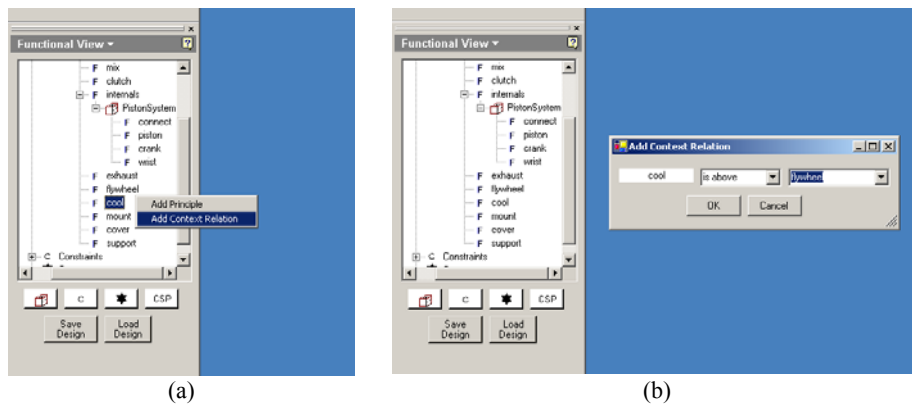 Functional View
F mix
F clutch
F internals
PistonSystem
F connect
F piston
F crank
F wrist
F exhaust
F flywheel
F cool
F mount
F cover
F support
C Constraints
Add Principle
Add Context Relation
C
CSP
Save Design
Load Design
(a)
Functional View
F mix
F clutch
F internals
PistonSystem
F connect
F piston
F crank
F wrist
F exhaust
F flywheel
F cool
F mount
F cover
F support
C Constraints
C
CSP
Save Design
Load Design
Add Context Relation
cool is above flywheel
OK Cancel
(b)